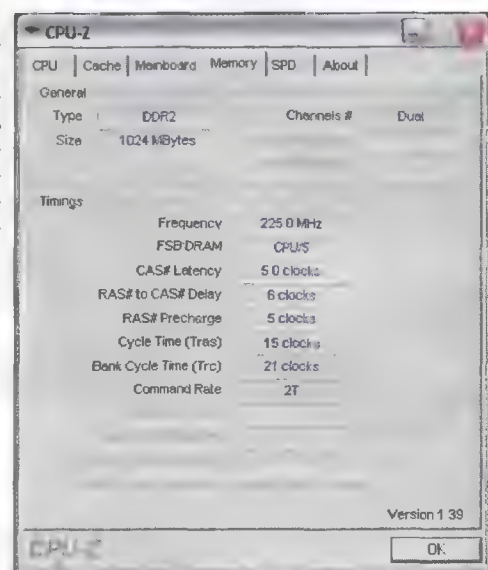 CPU-Z
CPU Cache Mainboard Memory SPD About
General
Type DDR2 Channels # Dual
Size 1024 MBytes
Timings
Frequency 225.0 MHz
FSB:DRAM CPU/5
CAS# Latency 5.0 clocks
RAS# to CAS# Delay 6 clocks
RAS# Precharge 5 clocks
Cycle Time (Tras) 15 clocks
Bank Cycle Time (Trc) 21 clocks
Command Rate 2T
Version 1.39
CPU-Z OK